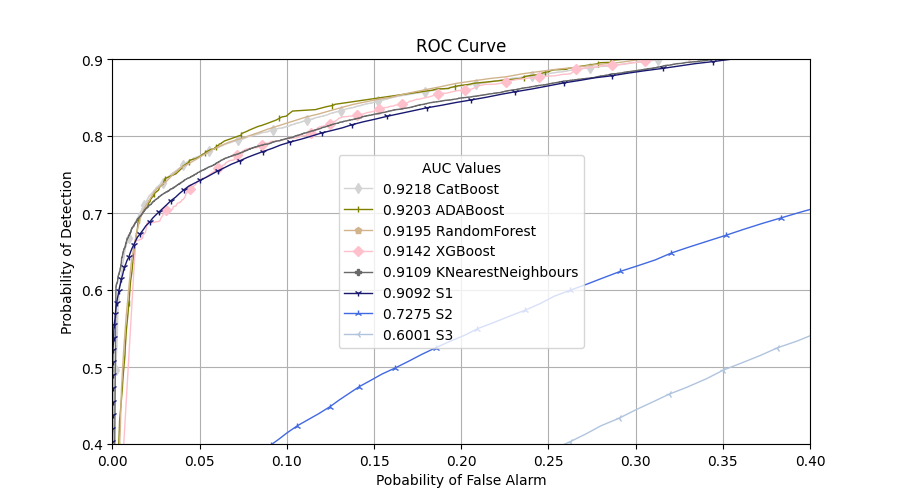 ROC Curve
Probability of Detection
0.9
0.8
0.7
0.6
0.5
0.4
AUC Values
0.9218 CatBoost
0.9203 ADABoost
0.9195 RandomForest
0.9142 XGBoost
0.9109 KNearestNeighbours
0.9092 S1
0.7275 S2
0.6001 S3
0.00 0.05 0.10 0.15 0.20 0.25 0.30 0.35 0.40
Pobability of False Alarm